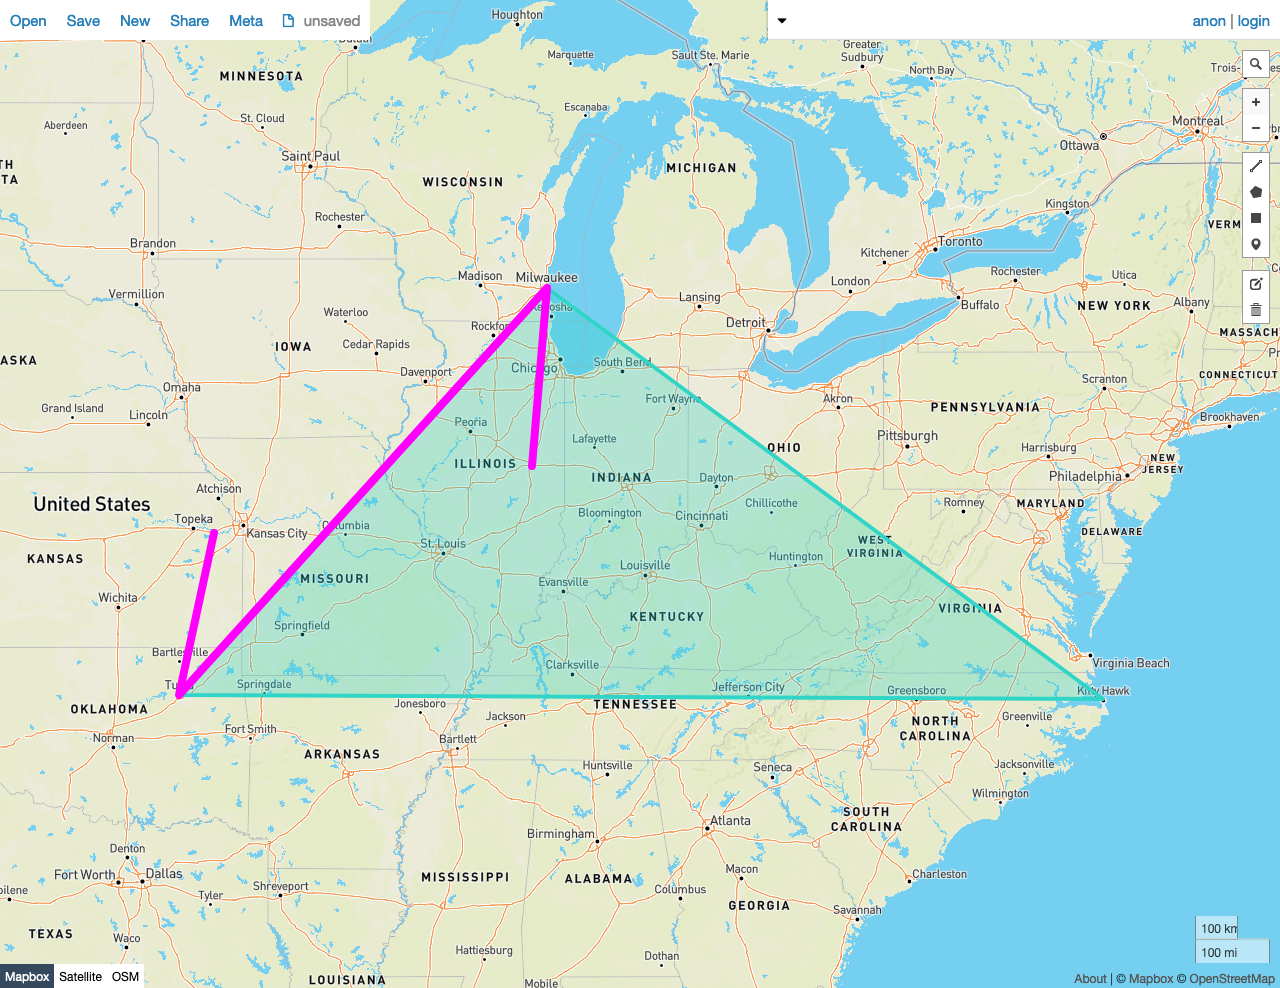 Open Save New Share Meta unsaved
anon | login
Houghton
Duluth
Marquette
Sault Ste. Marie
Greater
Sudbury
North Bay
MINNESOTA
Escanaba
Aberdeen
St. Cloud
Montreal
Ottawa
Saint Paul
MICHIGAN
WISCONSIN
Kingston
Rochester
VERM
Brandon
Toronto
Kitchener
Milwaukee
Madison
London
Rochester
Utica
Vermillion
Lansing
Buffalo
NEW YORK
Albany
Kenosha
Waterloo
Rockford
Detroit
MASSACH
IOWA
Cedar Rapids
ASKA
Chicago
South Bend
Davenport
CONNECTICUT
Scranton
Omaha
Fort Wayne
Akron
PENNSYLVANIA
Grand Island
Lincoln
Brookhaven
Peoria
Lafayette
Pittsburgh
OHIO
Harrisburg
NEW
JERSEY
ILLINOIS
INDIANA
Dayton
Philadelphia
Atchison
United States
Chillicothe
Romney
MARYLAND
Topeka
Bloomington
Cincinnati
Columbia
Kansas City
DELAWARE
WEST
VIRGINIA
St. Louis
KANSAS
Huntington
Louisville
MISSOURI
Evansville
Wichita
VIRGINIA
KENTUCKY
Springfield
Bartlesville
Clarksville
Virginia Beach
Tulsa
Springdale
Jefferson City
Greensboro
Kitty Hawk
OKLAHOMA
Jonesboro
TENNESSEE
Jackson
NORTH
CAROLINA
Greenville
Fort Smith
Norman
Bartlett
ARKANSAS
Huntsville
Seneca
Jacksonville
Wilmington
SOUTH
CAROLINA
Atlanta
Birmingham
Denton
Fort Worth
Dallas
Macon
MISSISSIPPI
ALABAMA
Charleston
Shreveport
Columbus
Tyler
GEORGIA
Savannah
TEXAS
Waco
Hattiesburg
Dothan
100 km
100 mi
Mapbox Satellite OSM
LOUISIANA
Mobile
About | © Mapbox © OpenStreetMap